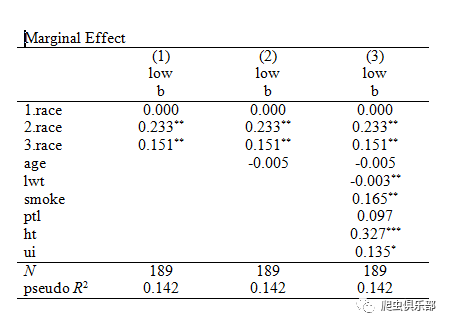 Marginal Effect
(1) (2) (3)
low low low
b b b
1.race 0.000 0.000 0.000
2.race 0.233** 0.233** 0.233**
3.race 0.151** 0.151** 0.151**
age -0.005 -0.005
lwt -0.003**
smoke 0.165**
ptl 0.097
ht 0.327***
ui 0.135*
N 189 189 189
pseudo R² 0.142 0.142 0.142
爬虫俱乐部